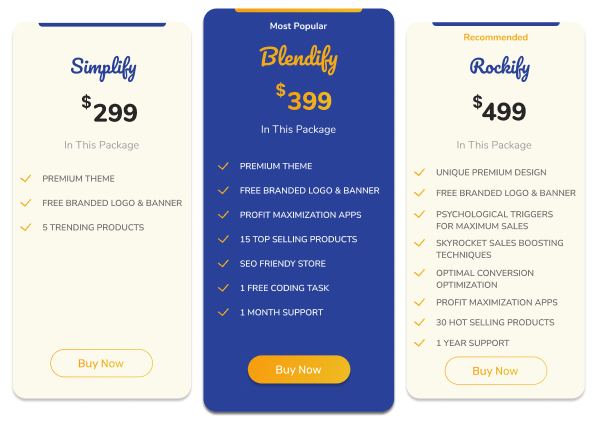 Simplify
$299
In This Package
PREMIUM THEME
FREE BRANDED LOGO & BANNER
5 TRENDING PRODUCTS
Buy Now
Most Popular
Blendify
$399
In This Package
PREMIUM THEME
FREE BRANDED LOGO & BANNER
PROFIT MAXIMIZATION APPS
15 TOP SELLING PRODUCTS
SEO FRIENDY STORE
1 FREE CODING TASK
1 MONTH SUPPORT
Buy Now
Recommended
Rockify
$499
In This Package
UNIQUE PREMIUM DESIGN
FREE BRANDED LOGO & BANNER
PSYCHOLOGICAL TRIGGERS
FOR MAXIMUM SALES
SKYROCKET SALES BOOSTING
TECHNIQUES
OPTIMAL CONVERSION
OPTIMIZATION
PROFIT MAXIMIZATION APPS
30 HOT SELLING PRODUCTS
1 YEAR SUPPORT
Buy Now